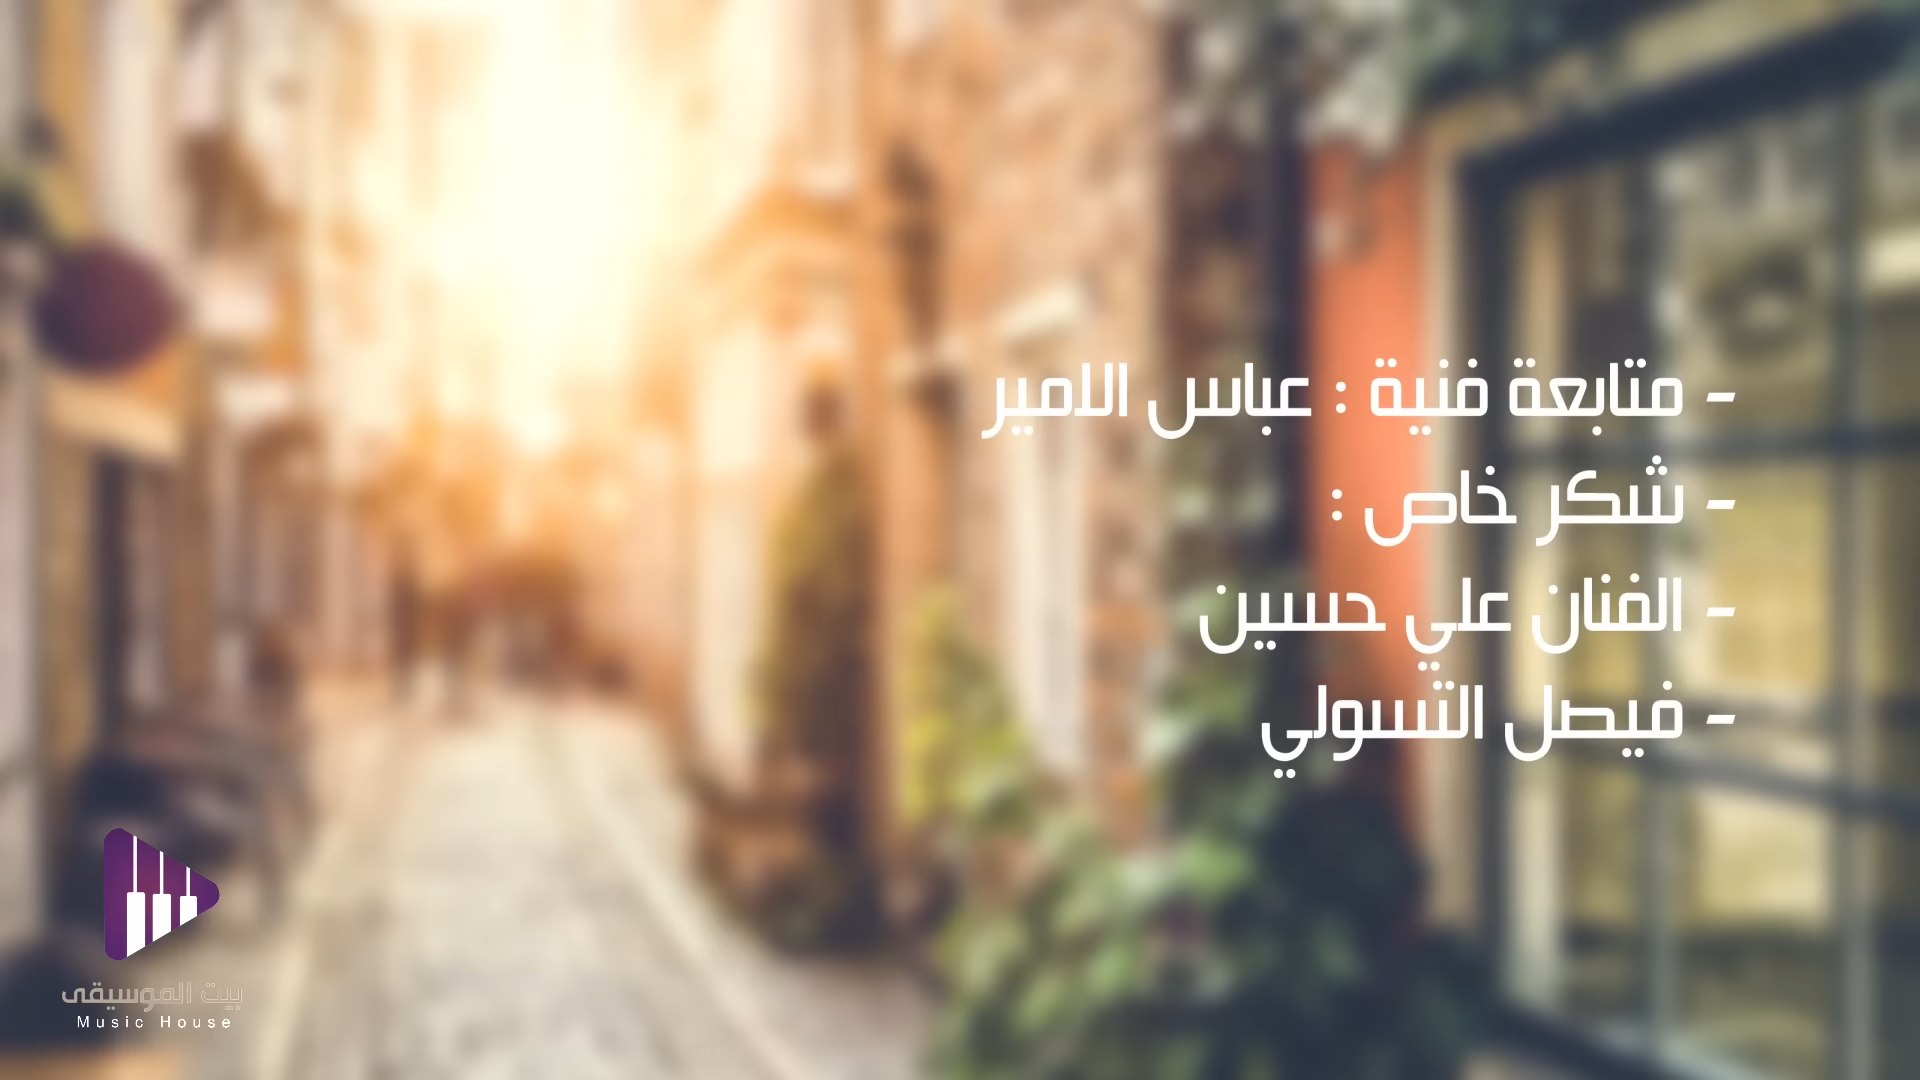 - متابعة فنية : عباس الامير
- شكر خاص :
- الفنان علي حسين
- فيصل التسولي
بيت الموسيقى
Music House